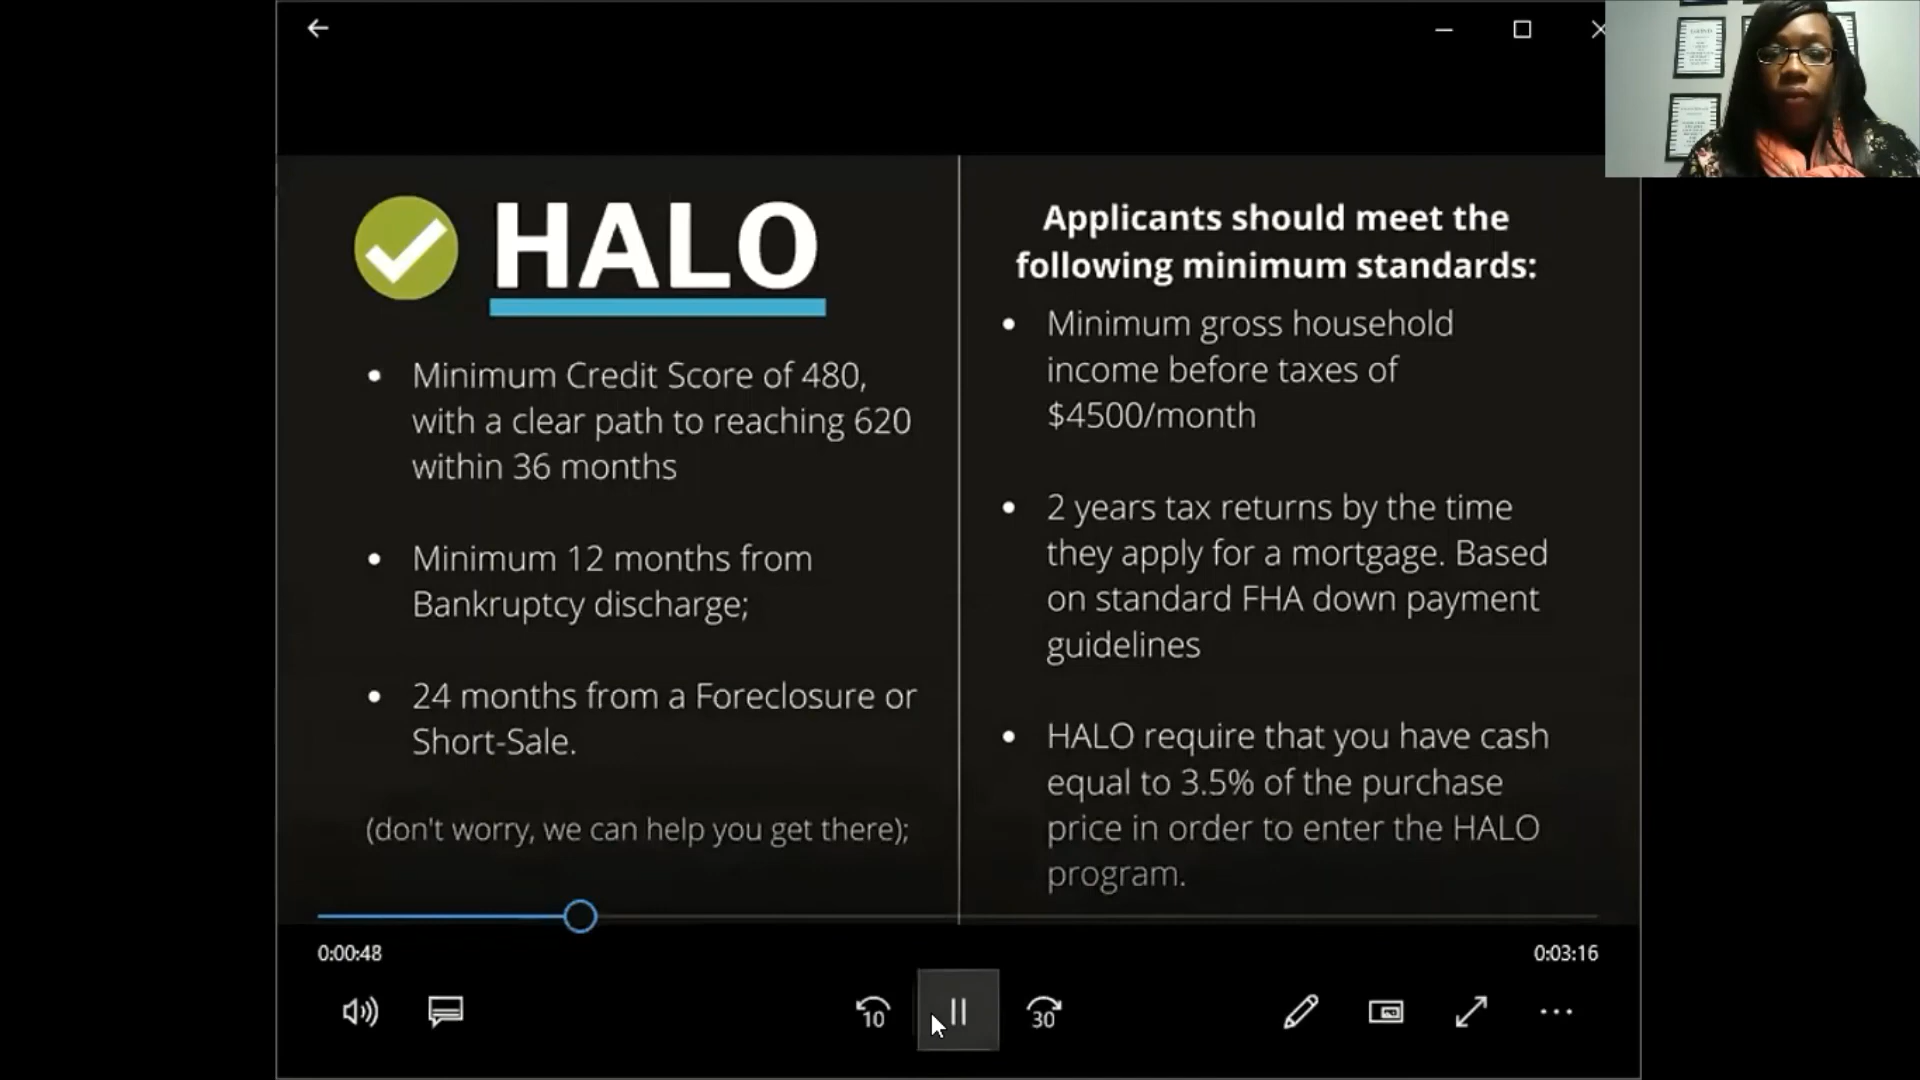 HALO
Minimum Credit Score of 480,
with a clear path to reaching 620
within 36 months
Minimum 12 months from
Bankruptcy discharge;
24 months from a Foreclosure or
Short-Sale.
(don't worry, we can help you get there);
Applicants should meet the
following minimum standards:
Minimum gross household
income before taxes of
$4500/month
2 years tax returns by the time
they apply for a mortgage. Based
on standard FHA down payment
guidelines
HALO require that you have cash
equal to 3.5% of the purchase
price in order to enter the HALO
program.
0:00:48
0:03:16
10
30